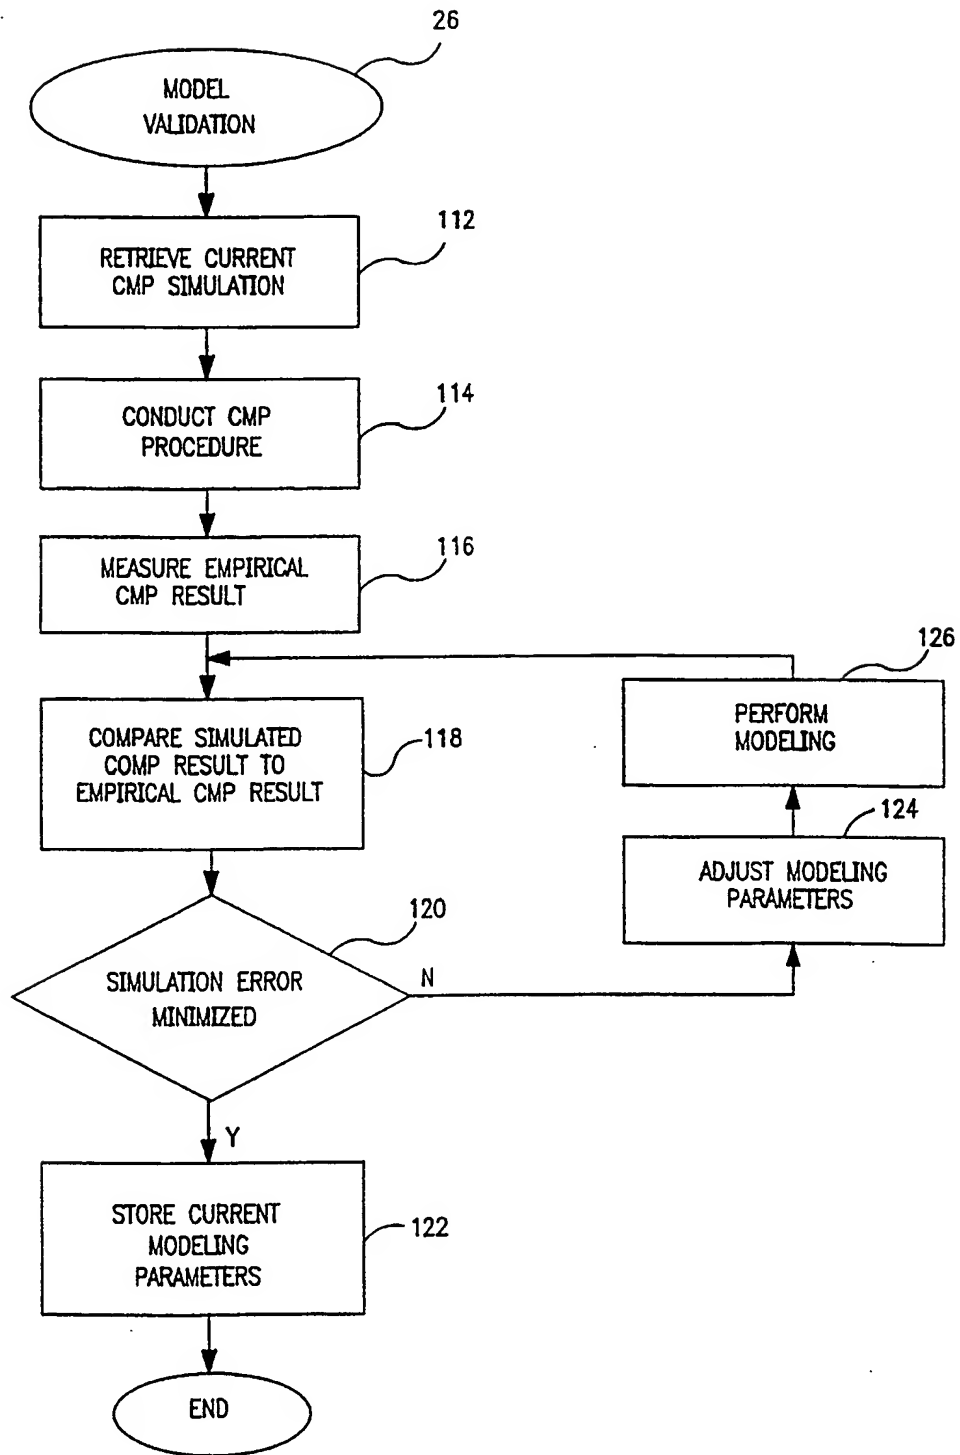 26
MODEL
VALIDATION
112
RETRIEVE CURRENT
CMP SIMULATION
114
CONDUCT CMP
PROCEDURE
116
MEASURE EMPIRICAL
CMP RESULT
126
PERFORM
MODELING
118
COMPARE SIMULATED
COMP RESULT TO
EMPIRICAL CMP RESULT
124
ADJUST MODELING
PARAMETERS
120
SIMULATION ERROR
MINIMIZED
N
Y
STORE CURRENT
MODELING
PARAMETERS
122
END